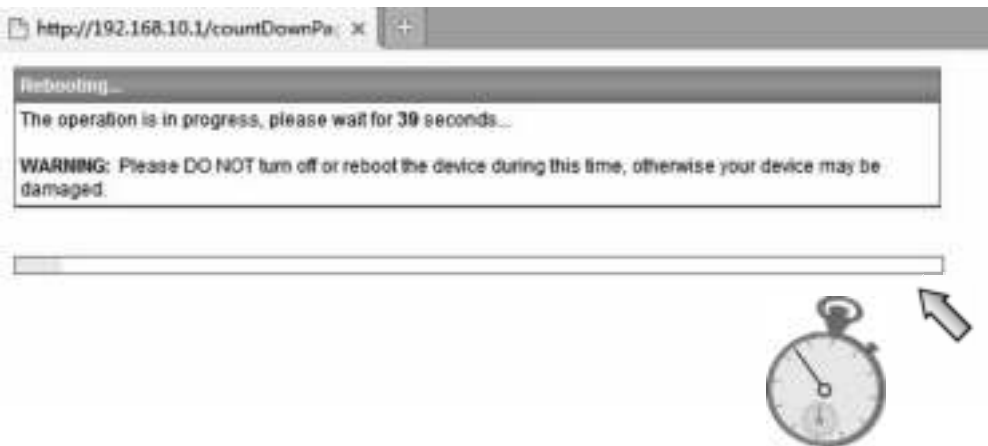 http://192.168.10.1/countDownPa
Rebooting...
The operation is in progress, please wait for 39 seconds...
WARNING: Please DO NOT turn off or reboot the device during this time, otherwise your device may be
damaged.